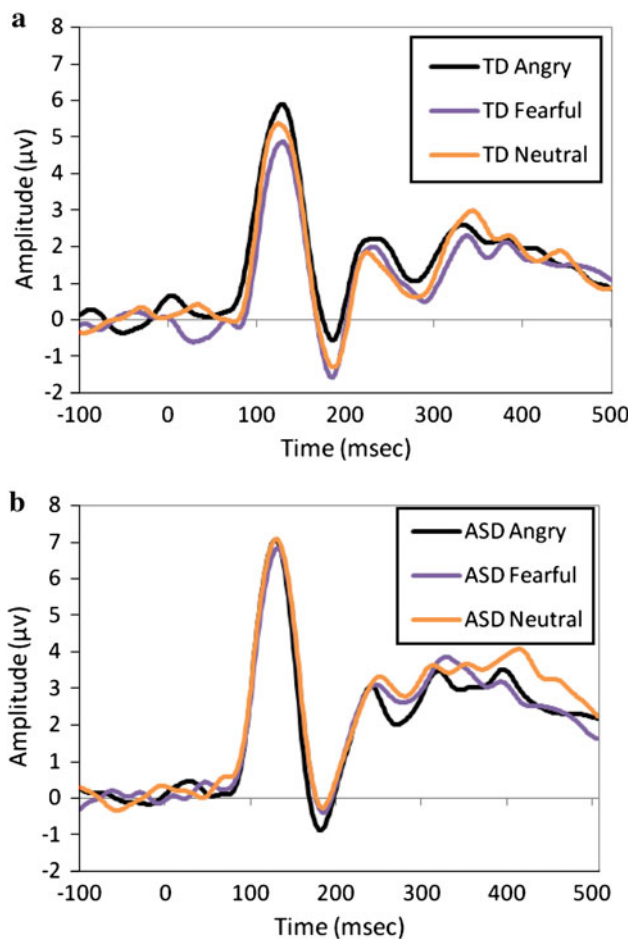 a
8
7
6
5
4
3
2
1
0
-1
-2
Amplitude (μv)
TD Angry
TD Fearful
TD Neutral
-100 0 100 200 300 400 500
Time (msec)
b
8
7
6
5
4
3
2
1
0
-1
-2
Amplitude (μv)
ASD Angry
ASD Fearful
ASD Neutral
-100 0 100 200 300 400 500
Time (msec)